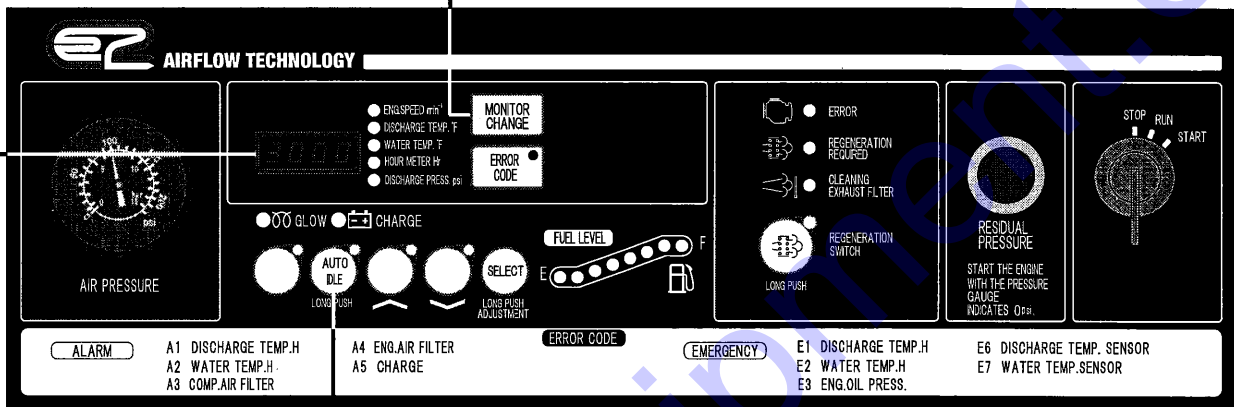 e2 AIRFLOW TECHNOLOGY
100
psi
AIR PRESSURE
ENG.SPEED min⁻¹
DISCHARGE TEMP. °F
WATER TEMP. °F
HOUR METER Hr
DISCHARGE PRESS. psi
MONITOR
CHANGE
ERROR
CODE
GLOW
CHARGE
AUTO
IDLE
LONG PUSH
SELECT
LONG PUSH
ADJUSTMENT
FUEL LEVEL
E
F
ERROR
REGENERATION
REQUIRED
CLEANING
EXHAUST FILTER
REGENERATION
SWITCH
LONG PUSH
RESIDUAL
PRESSURE
START THE ENGINE
WITH THE PRESSURE
GAUGE
INDICATES 0psi.
STOP
RUN
START
ERROR CODE
ALARM
A1 DISCHARGE TEMP.H
A2 WATER TEMP.H
A3 COMP.AIR FILTER
A4 ENG.AIR FILTER
A5 CHARGE
EMERGENCY
E1 DISCHARGE TEMP.H
E2 WATER TEMP.H
E3 ENG.OIL PRESS.
E6 DISCHARGE TEMP. SENSOR
E7 WATER TEMP.SENSOR